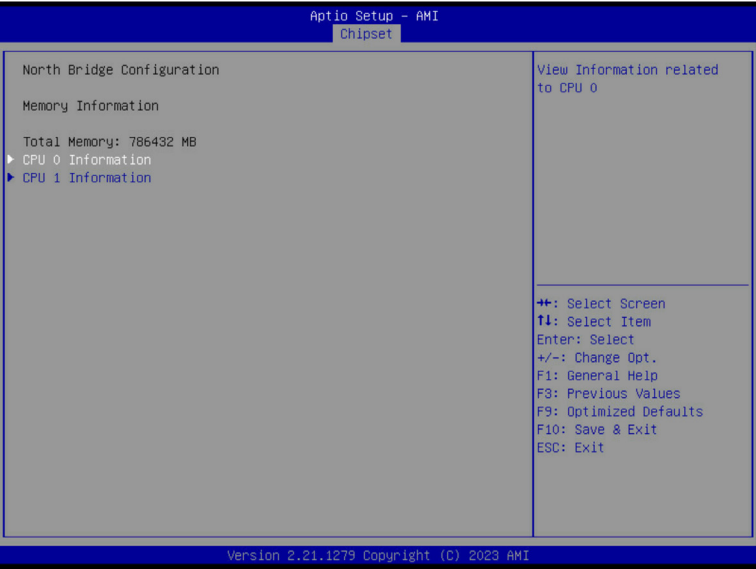 Aptio Setup - AMI
Chipset
North Bridge Configuration
Memory Information
Total Memory: 786432 MB
CPU 0 Information
CPU 1 Information
View Information related
to CPU 0
→←: Select Screen
↑↓: Select Item
Enter: Select
+/-: Change Opt.
F1: General Help
F3: Previous Values
F9: Optimized Defaults
F10: Save & Exit
ESC: Exit
Version 2.21.1279 Copyright (C) 2023 AMI